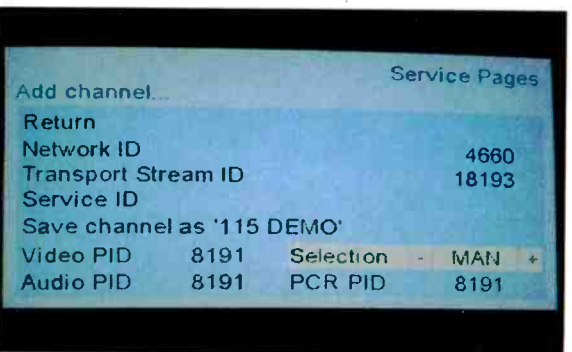 Service Pages
Add channel...
Return
Network ID 4660
Transport Stream ID 18193
Service ID
Save channel as '115 DEMO'
Video PID 8191 Selection - MAN +
Audio PID 8191 PCR PID 8191